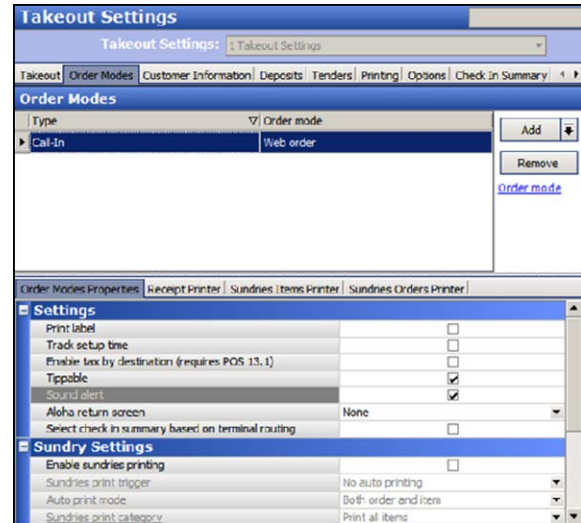 Takeout Settings
Takeout Settings: 1 Takeout Settings
Takeout Order Modes Customer Information Deposits Tenders Printing Options Check In Summary
Order Modes
Type Order mode
Call-In Web order
Add
Remove
Order mode
Order Modes Properties Receipt Printer Sundries Items Printer Sundries Orders Printer
Settings
Print label
Track setup time
Enable tax by destination (requires POS 13.1)
Tippable
Sound alert
Aloha return screen None
Select check in summary based on terminal routing
Sundry Settings
Enable sundries printing
Sundries print trigger No auto printing
Auto print mode Both order and item
Sundries print category Print all items